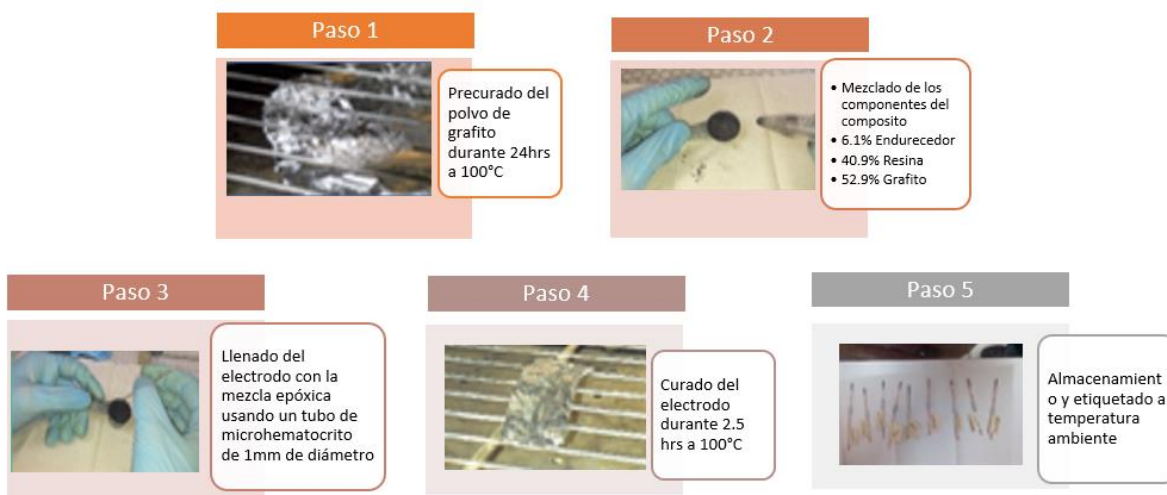 Paso 1
Precurado del
polvo de
grafito
durante 24hrs
a 100°C
Paso 2
• Mezclado de los
componentes del
composito
• 6.1% Endurecedor
• 40.9% Resina
• 52.9% Grafito
Paso 3
Llenado del
electrodo con la
mezcla epóxica
usando un tubo de
microhematocrito
de 1mm de diámetro
Paso 4
Curado del
electrodo
durante 2.5
hrs a 100°C
Paso 5
Almacenamient
o y etiquetado a
temperatura
ambiente